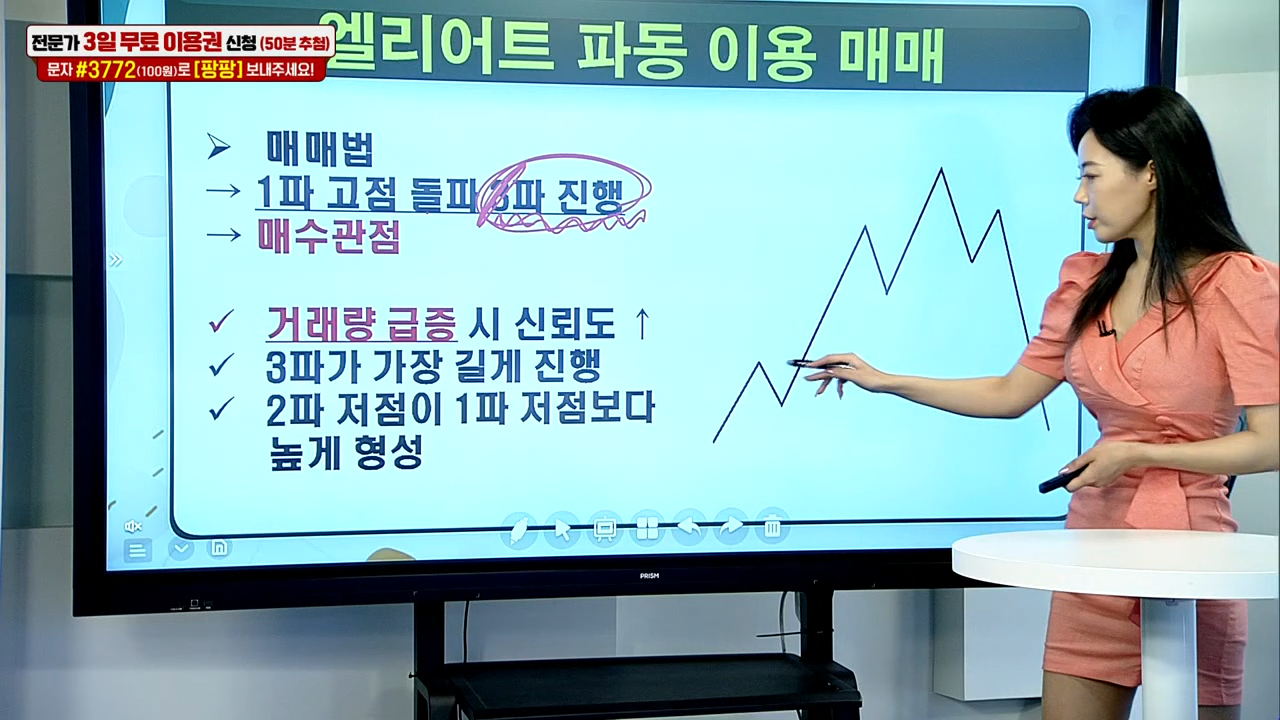 전문가 3일 무료 이용권 신청 (50분 추첨)
문자 #3772(100원)로 [팡팡] 보내주세요!
엘리어트 파동 이용 매매
➢ 매매법
→ 1파 고점 돌파 3파 진행
→ 매수관점
✓ 거래량 급증 시 신뢰도 ↑
✓ 3파가 가장 길게 진행
✓ 2파 저점이 1파 저점보다
높게 형성
PRISM